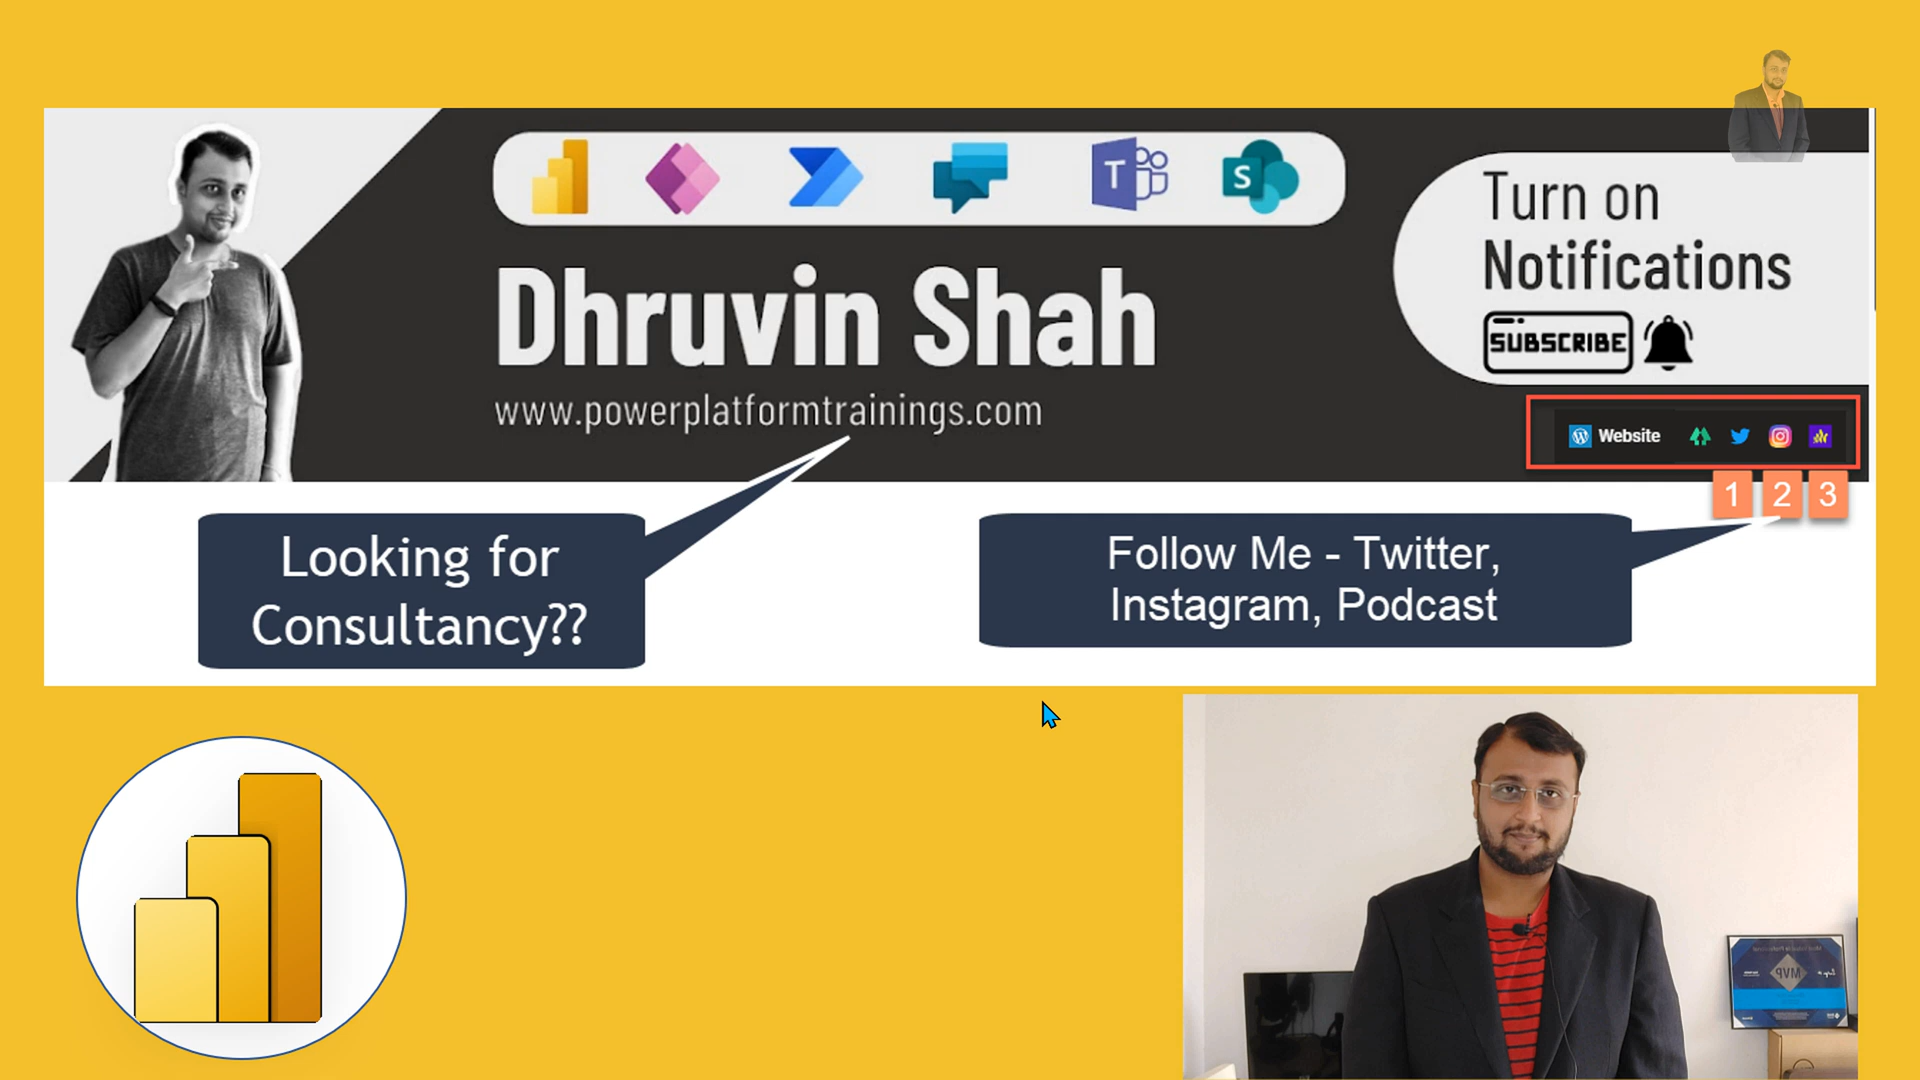 T
S
Turn on
Notifications
SUBSCRIBE
Dhruvin Shah
www.powerplatformtrainings.com
Website
1 2 3
Looking for
Consultancy??
Follow Me - Twitter,
Instagram, Podcast
MVP